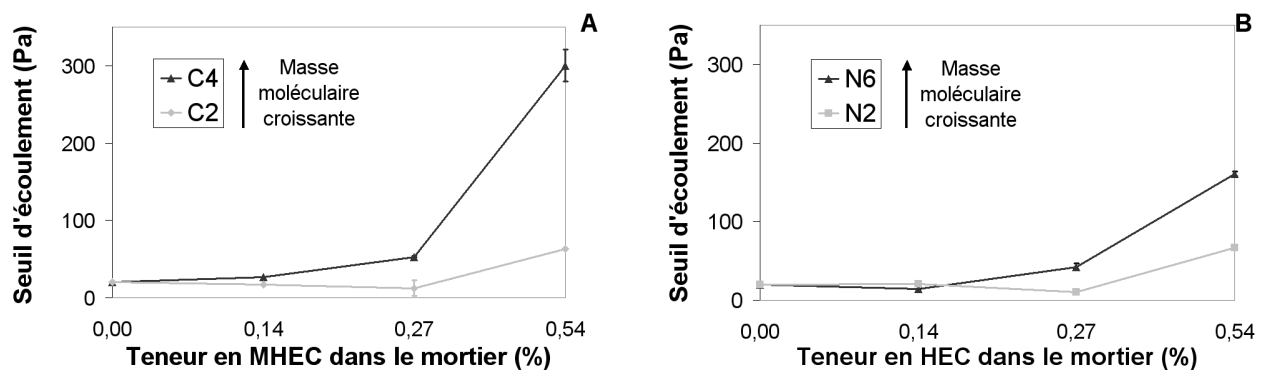 A
Seuil d'écoulement (Pa)
300
200
100
0
C4
C2
Masse
moléculaire
croissante
0,00
0,14
0,27
0,54
Teneur en MHEC dans le mortier (%)
B
Seuil d'écoulement (Pa)
300
200
100
0
N6
N2
Masse
moléculaire
croissante
0,00
0,14
0,27
0,54
Teneur en HEC dans le mortier (%)